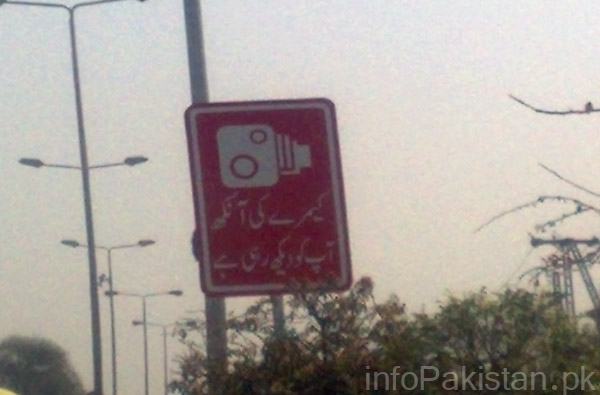 کیمرے کی آنکھ
آپ کو دیکھ رہی ہے
infoPakistan.pk